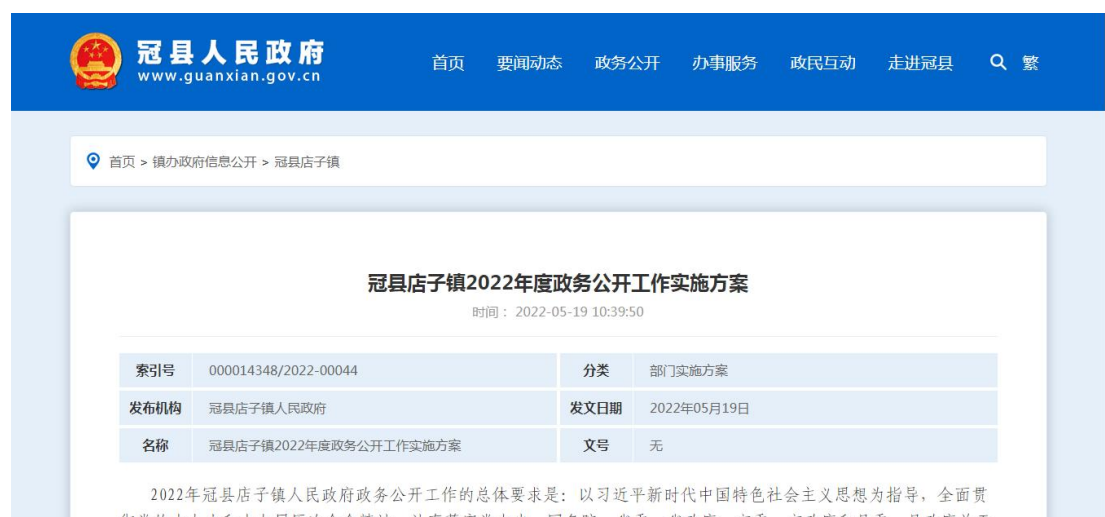 冠县人民政府
www.guanxian.gov.cn
首页 要闻动态 政务公开 办事服务 政民互动 走进冠县 繁
首页 > 镇办政府信息公开 > 冠县店子镇
冠县店子镇2022年度政务公开工作实施方案
时间： 2022-05-19 10:39:50
索引号 000014348/2022-00044 分类 部门实施方案
发布机构 冠县店子镇人民政府 发文日期 2022年05月19日
名称 冠县店子镇2022年度政务公开工作实施方案 文号 无
2022年冠县店子镇人民政府政务公开工作的总体要求是：以习近平新时代中国特色社会主义思想为指导，全面贯